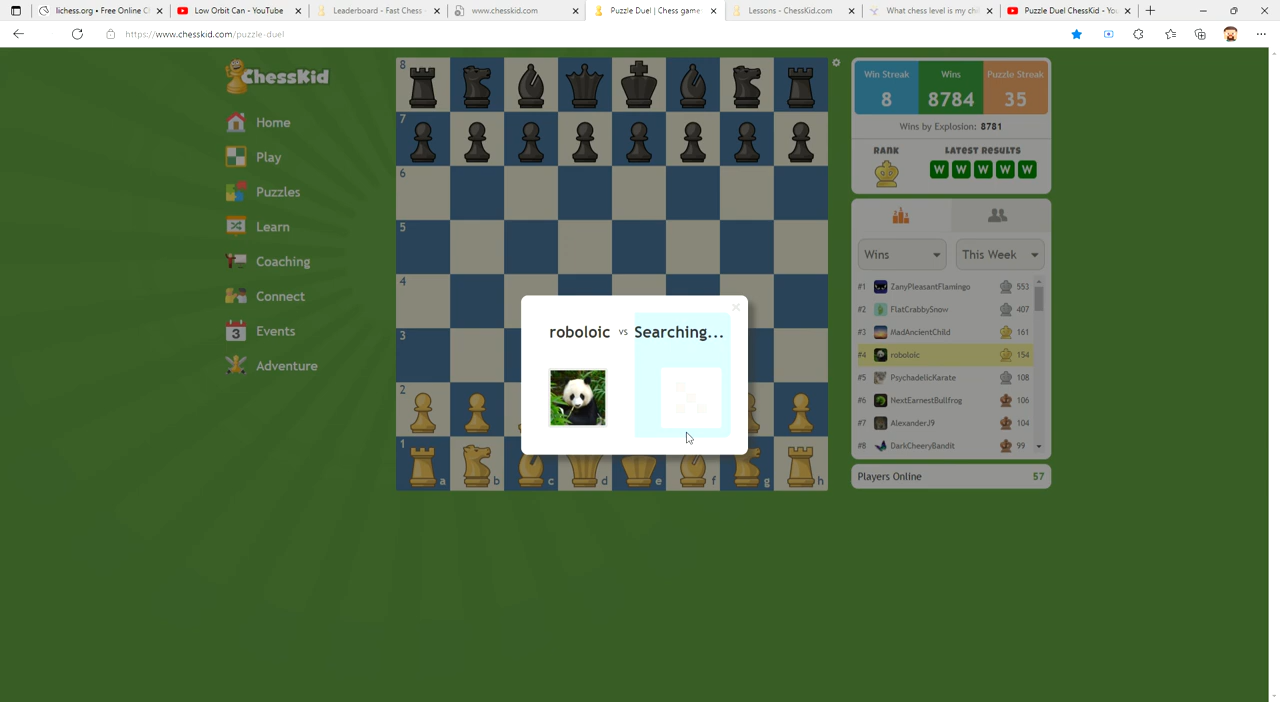 lichess.org • Free Online C
Low Orbit Can - YouTube
Leaderboard - Fast Chess -
www.chesskid.com
Puzzle Duel | Chess game
Lessons - ChessKid.com
What chess level is my chi
Puzzle Duel ChessKid - You
https://www.chesskid.com/puzzle-duel
ChessKid
Home
Play
Puzzles
Learn
Coaching
Connect
3
Events
Adventure
8
7
6
5
4
3
2
1
a
b
c
d
e
f
g
h
roboloic vs Searching...
Win Streak
8
Wins
8784
Puzzle Streak
35
Wins by Explosion: 8781
RANK
LATEST RESULTS
W W W W W
Wins
This Week
#1 ZanyPleasantFlamingo 553
#2 FlatCrabbySnow 407
#3 MadAncientChild 161
#4 roboloic 154
#5 PsychadelicKarate 108
#6 NextEarnestBullfrog 106
#7 AlexanderJ9 104
#8 DarkCheeryBandit 99
Players Online 57